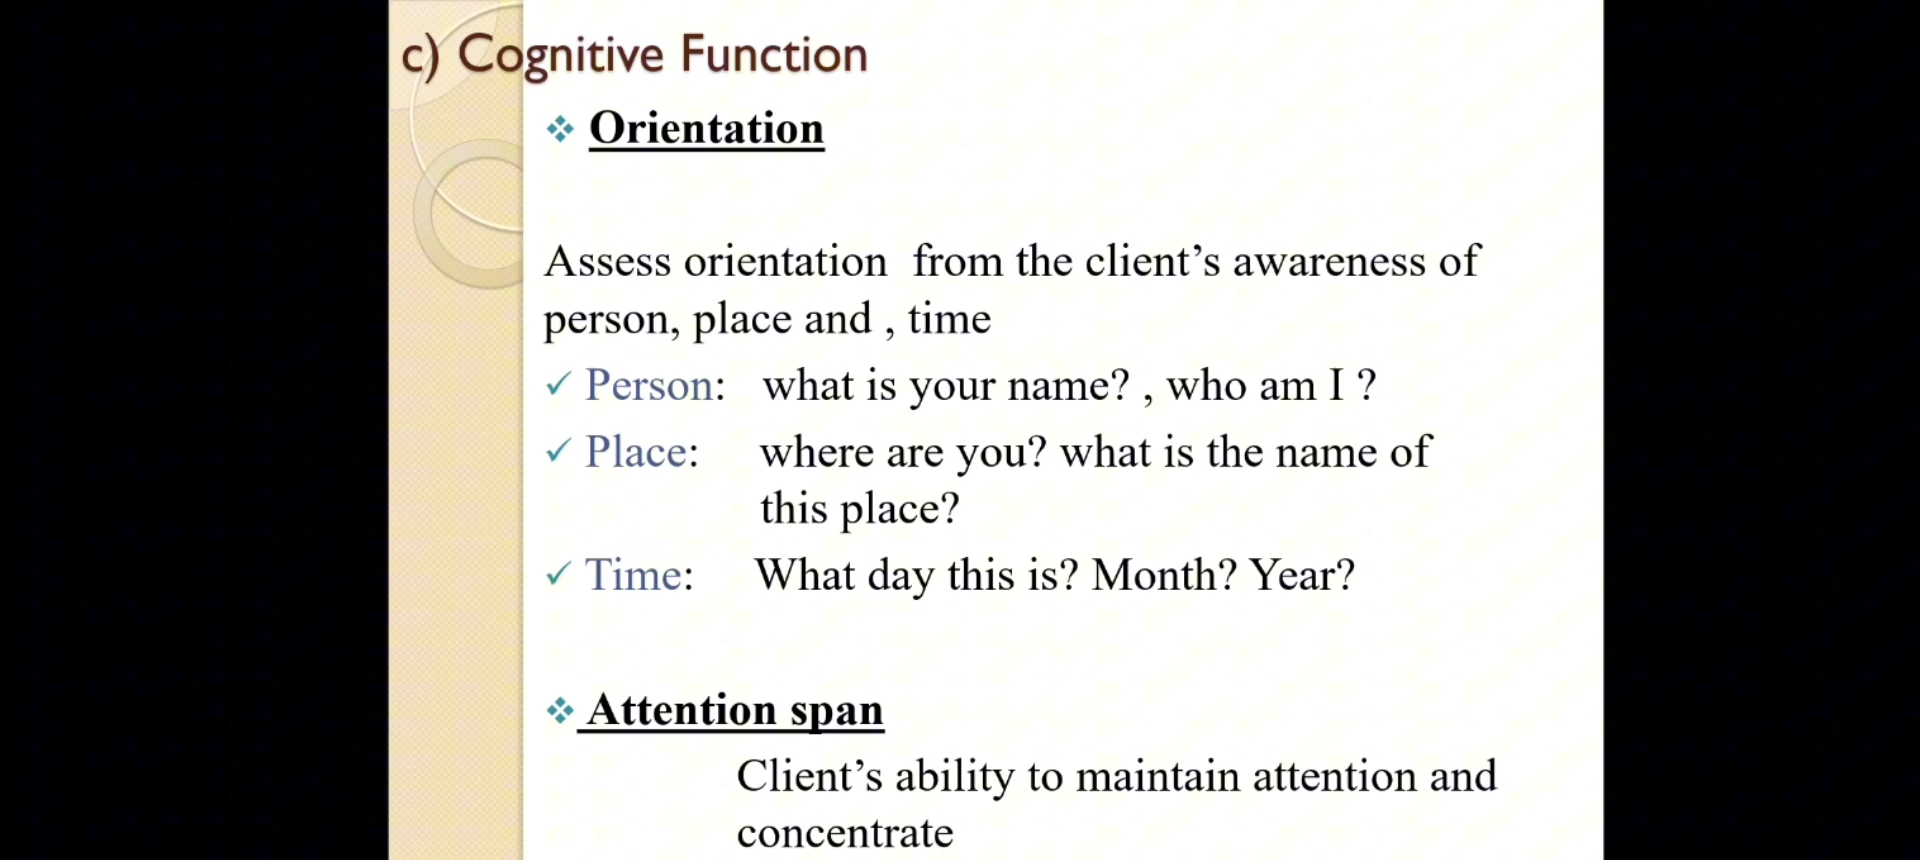 c) Cognitive Function
❖ Orientation
Assess orientation  from the client’s awareness of
person, place and , time
✓ Person:   what is your name? , who am I ?
✓ Place:    where are you? what is the name of
this place?
✓ Time:    What day this is? Month? Year?
❖ Attention span
Client’s ability to maintain attention and
concentrate